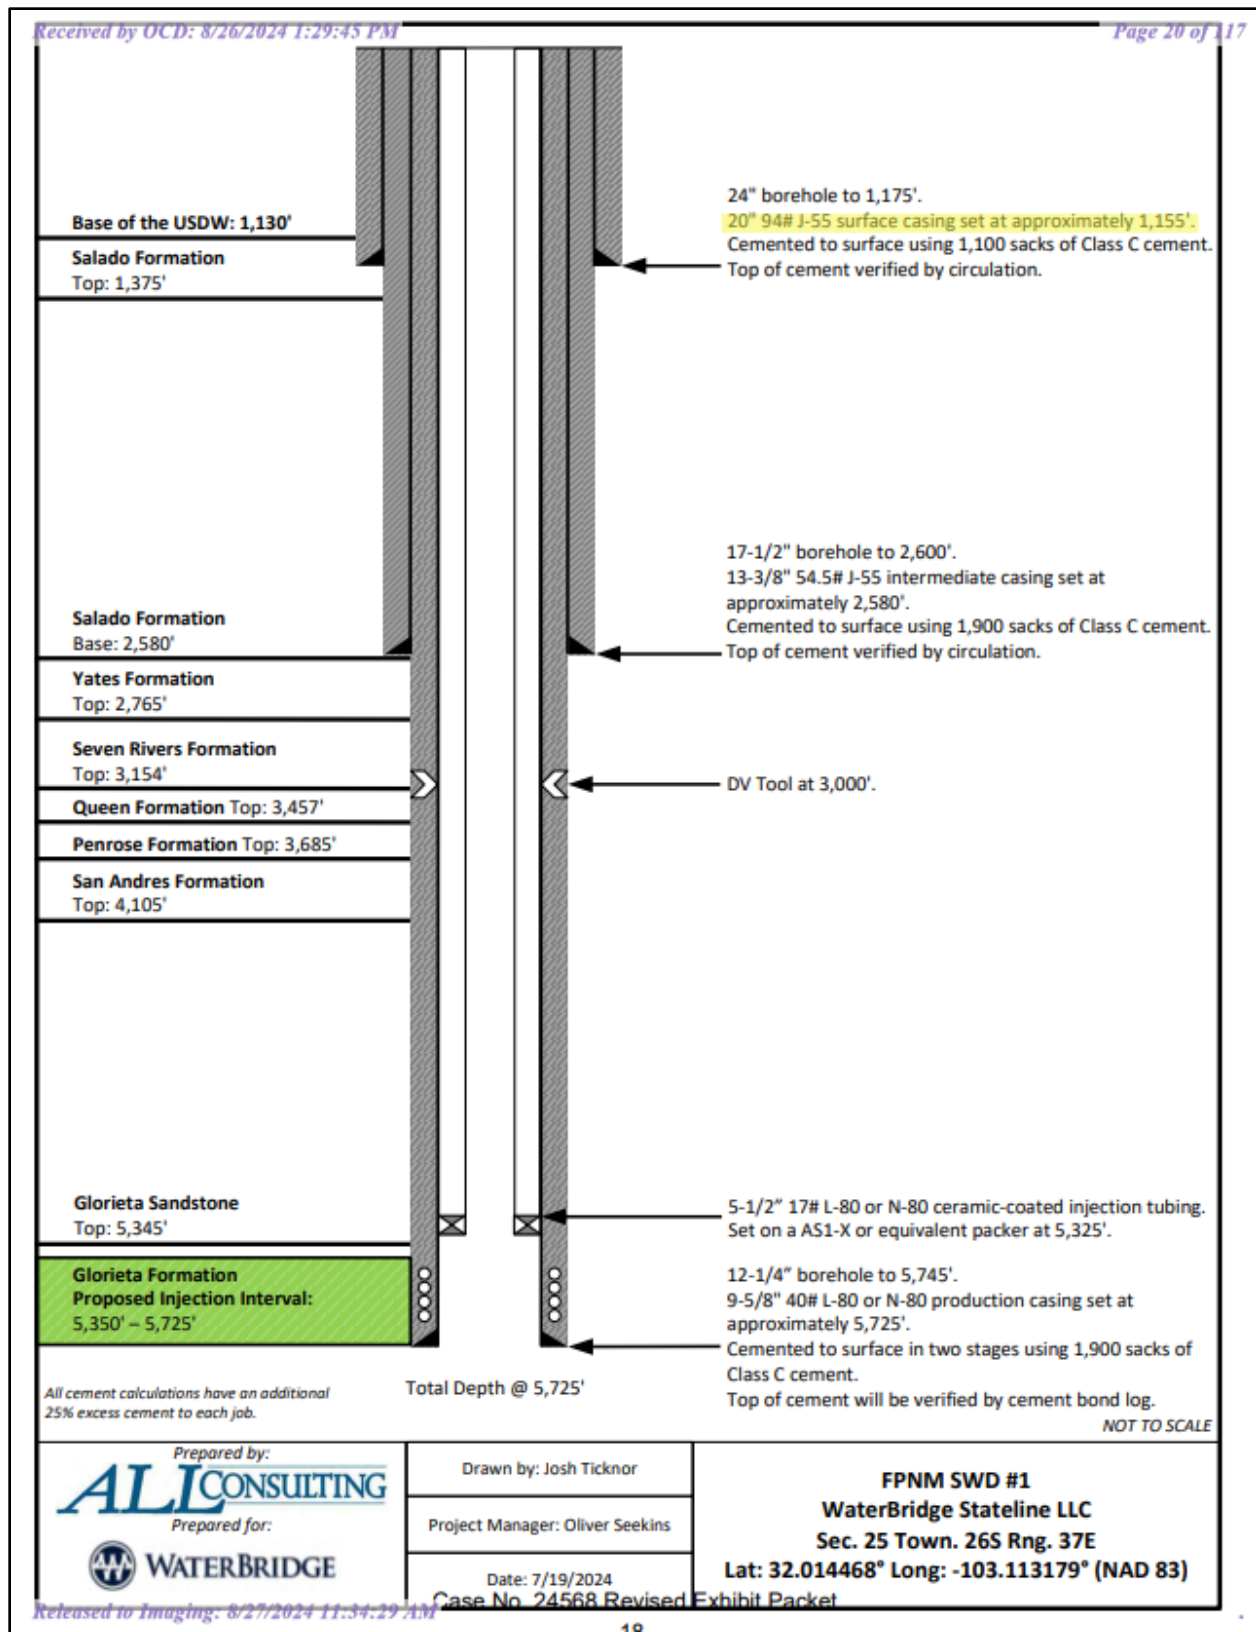 Received by OCD: 8/26/2024 1:29:45 PM
Page 20 of 117
24" borehole to 1,175'.
20" 94# J-55 surface casing set at approximately 1,155'.
Cemented to surface using 1,100 sacks of Class C cement.
Top of cement verified by circulation.
Base of the USDW: 1,130'
Salado Formation
Top: 1,375'
17-1/2" borehole to 2,600'.
13-3/8" 54.5# J-55 intermediate casing set at
approximately 2,580'.
Cemented to surface using 1,900 sacks of Class C cement.
Top of cement verified by circulation.
Salado Formation
Base: 2,580'
Yates Formation
Top: 2,765'
Seven Rivers Formation
Top: 3,154'
DV Tool at 3,000'.
Queen Formation Top: 3,457'
Penrose Formation Top: 3,685'
San Andres Formation
Top: 4,105'
Glorieta Sandstone
Top: 5,345'
5-1/2" 17# L-80 or N-80 ceramic-coated injection tubing.
Set on a AS1-X or equivalent packer at 5,325'.
Glorieta Formation
Proposed Injection Interval:
5,350' – 5,725'
12-1/4" borehole to 5,745'.
9-5/8" 40# L-80 or N-80 production casing set at
approximately 5,725'.
Cemented to surface in two stages using 1,900 sacks of
Class C cement.
Top of cement will be verified by cement bond log.
All cement calculations have an additional
25% excess cement to each job.
Total Depth @ 5,725'
NOT TO SCALE
Prepared by:
ALL CONSULTING
Prepared for:
WATERBRIDGE
Drawn by: Josh Ticknor
Project Manager: Oliver Seekins
Date: 7/19/2024
FPNM SWD #1
WaterBridge Stateline LLC
Sec. 25 Town. 26S Rng. 37E
Lat: 32.014468° Long: -103.113179° (NAD 83)
Case No. 24568 Revised Exhibit Packet
Released to Imaging: 8/27/2024 11:34:29 AM
18